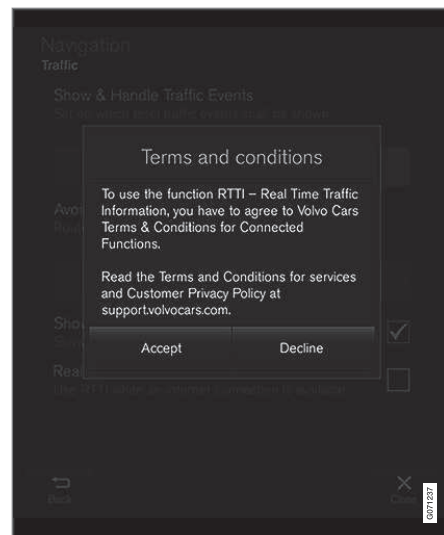 Navigation
Traffic
Show & Handle Traffic Events
Terms and conditions
To use the function RTTI – Real Time Traffic
Information, you have to agree to Volvo Cars
Terms & Conditions for Connected
Functions.
Read the Terms and Conditions for services
and Customer Privacy Policy at
support.volvocars.com.
Accept
Decline
Back
Close
G071237